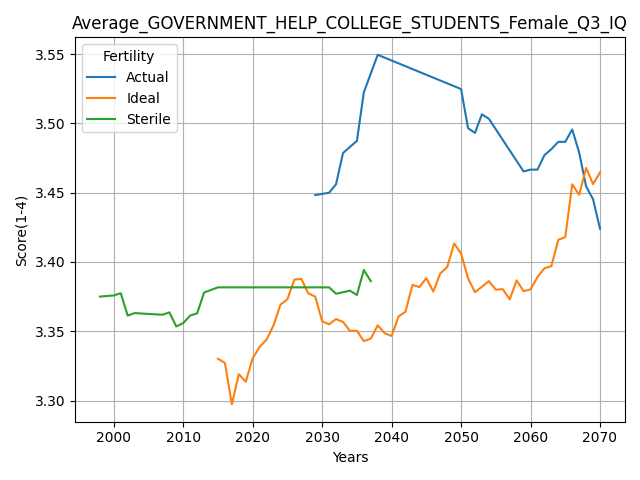 Average_GOVERNMENT_HELP_COLLEGE_STUDENTS_Female_Q3_IQ
Fertility
Actual
Ideal
Sterile
Score(1-4)
3.55
3.50
3.45
3.40
3.35
3.30
2000 2010 2020 2030 2040 2050 2060 2070
Years